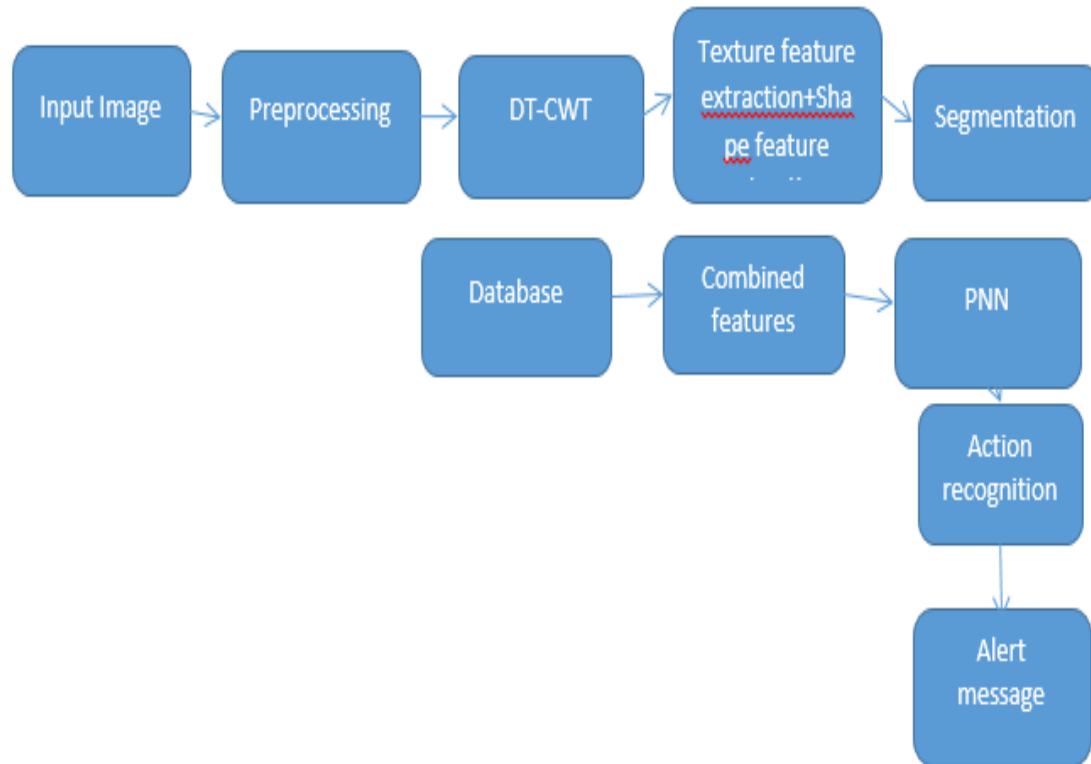 Input Image
Preprocessing
DT-CWT
Texture feature
extraction+Sha
pe feature
Segmentation
Database
Combined
features
PNN
Action
recognition
Alert
message